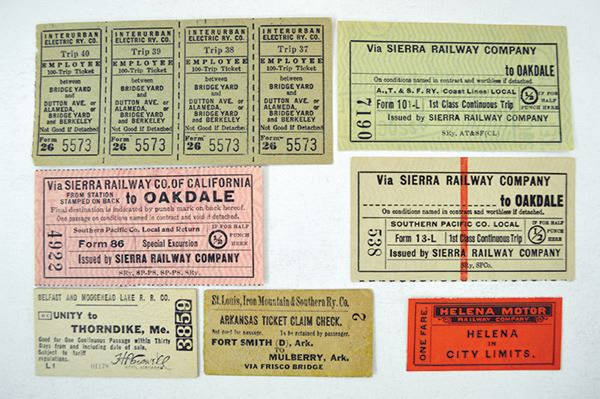 INTERURBAN
ELECTRIC RY. CO.
Trip 40
EMPLOYEE
100-Trip Ticket
between
BRIDGE YARD
and
DUTTON AVE. or
ALAMEDA, or
BRIDGE YARD
and BERKELEY
Not Good if Detached
Form 26 5573
INTERURBAN
ELECTRIC RY. CO.
Trip 39
EMPLOYEE
100-Trip Ticket
between
BRIDGE YARD
and
DUTTON AVE. or
ALAMEDA, or
BRIDGE YARD
and BERKELEY
Not Good if Detached
Form 26 5573
INTERURBAN
ELECTRIC RY. CO.
Trip 38
EMPLOYEE
100-Trip Ticket
between
BRIDGE YARD
and
DUTTON AVE. or
ALAMEDA, or
BRIDGE YARD
and BERKELEY
Not Good if Detached
Form 26 5573
INTERURBAN
ELECTRIC RY. CO.
Trip 37
EMPLOYEE
100-Trip Ticket
between
BRIDGE YARD
and
DUTTON AVE. or
ALAMEDA, or
BRIDGE YARD
and BERKELEY
Not Good if Detached
Form 26 5573
Via SIERRA RAILWAY COMPANY
to OAKDALE
On conditions named in contract and worthless if detached.
A., T. & S. F. RY. Coast Lines LOCAL
Form 101-L 1st Class Continuous Trip
IF FOR HALF
1/2 PUNCH
HERE
Issued by SIERRA RAILWAY COMPANY
SRy, AT&SF(CL)
7190
Via SIERRA RAILWAY CO. OF CALIFORNIA
FROM STATION
STAMPED ON BACK to OAKDALE
Final destination is indicated by punch mark on back hereof.
One passage on conditions named in contract and void if detached.
Southern Pacific Co. Local and Return
Form 86 Special Excursion
IF FOR HALF
1/2 PUNCH
HERE
Issued by SIERRA RAILWAY COMPANY
SRy, SP-PS, SP-PS, SRy.
4922
Via SIERRA RAILWAY COMPANY
to OAKDALE
On conditions named in contract and worthless if detached.
SOUTHERN PACIFIC CO. LOCAL
Form 13-L 1st Class Continuous Trip
IF FOR HALF
1/2 PUNCH
HERE
Issued by SIERRA RAILWAY COMPANY
SRy, SPCo.
538
BELFAST AND MOOSEHEAD LAKE R. R. CO.
UNITY to
THORNDIKE, Me.
Good for One Continuous Passage within Thirty
Days from and including date of sale.
Subject to tariff
regulations.
L 1
3859
St. Louis, Iron Mountain & Southern Ry. Co.
ARKANSAS TICKET CLAIM CHECK.
Not good for passage. To be retained by passenger.
FORT SMITH (D), Ark.
TO
MULBERRY, Ark.
VIA FRISCO BRIDGE
2
ONE FARE.
HELENA MOTOR
RAILWAY COMPANY
HELENA
IN
CITY LIMITS.